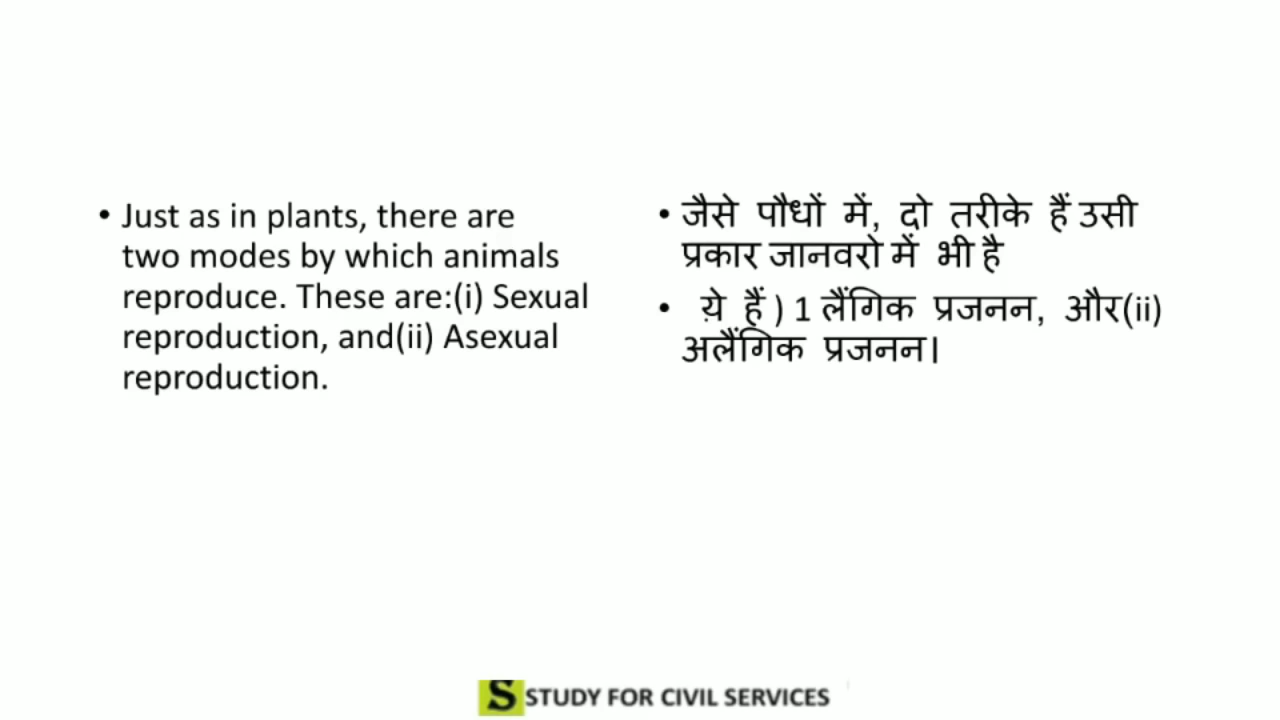 • Just as in plants, there are
two modes by which animals
reproduce. These are:(i) Sexual
reproduction, and(ii) Asexual
reproduction.
• जैसे पौधों में, दो तरीके हैं उसी
प्रकार जानवरो में भी है
• य़े हैं ) 1 लैंगिक प्रजनन, और(ii)
अलैंगिक प्रजनन।
S STUDY FOR CIVIL SERVICES